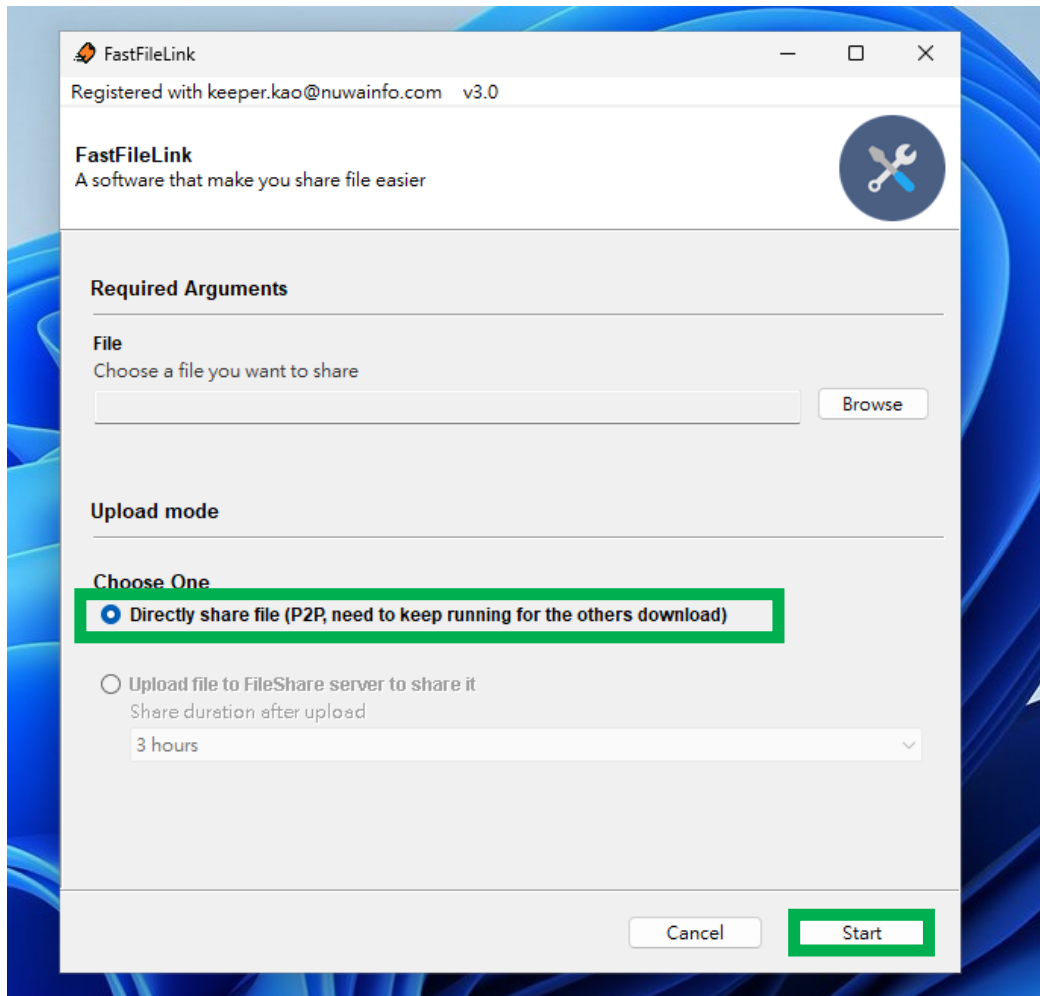 FastFileLink
Registered with keeper.kao@nuwainfo.com v3.0
FastFileLink
A software that make you share file easier
Required Arguments
File
Choose a file you want to share
Browse
Upload mode
Choose One
Directly share file (P2P, need to keep running for the others download)
Upload file to FileShare server to share it
Share duration after upload
3 hours
Cancel
Start